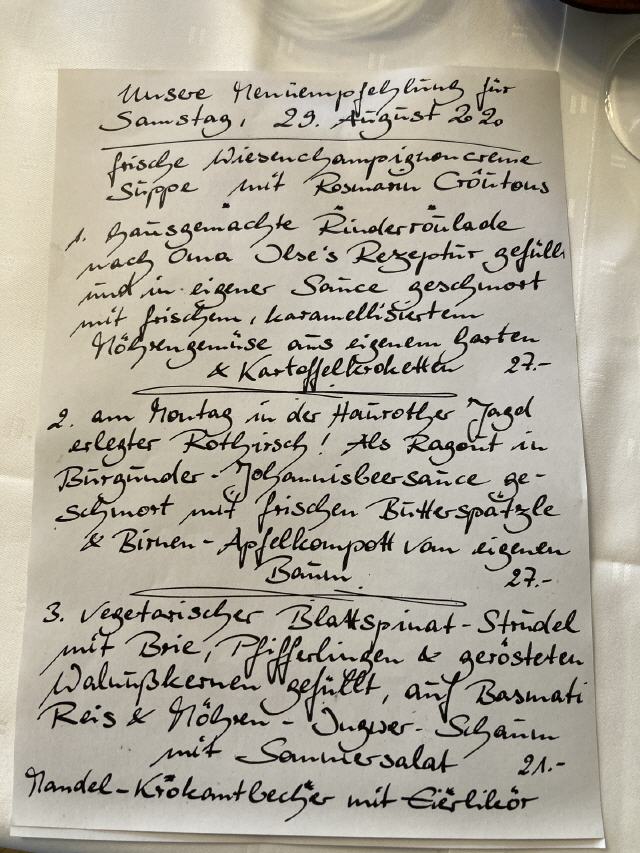 Unsere Menüempfehlung für
Samstag, 29. August 2020
frische Wiesenchampignoncreme
Suppe mit Rosmarin Croûtons
1. hausgemachte Rinderroulade
nach Oma Ilse's Rezeptur gefüllt
und in eigener Sauce geschmort
mit frischem, karamellisiertem
Möhrengemüse aus eigenem Garten
& Kartoffelkroketten 27.-
2. am Montag in der Haurother Jagd
erlegter Rothirsch! Als Ragout in
Burgunder-Johannisbeersauce ge-
schmort mit frischen Butterspätzle
& Birnen-Apfelkompott vom eigenen
Baum. 27.-
3. Vegetarischer Blattspinat-Strudel
mit Brie, Pfifferlingen & gerösteten
Walnußkernen gefüllt, auf Basmati
Reis & Möhren-Ingwer-Schaum
mit Sommersalat 21.-
Mandel-Krokantbecher mit Eierlikör